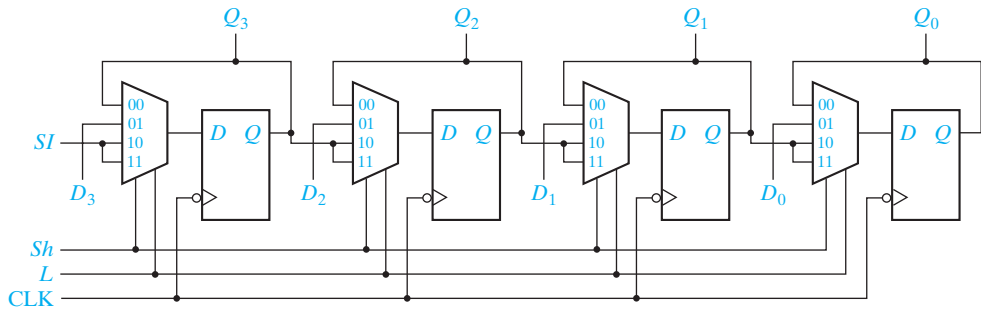 Q3 Q2 Q1 Q0
00 00 00 00
01 01 01 01
D Q D Q D Q D Q
SI 10 10 10 10
11 11 11 11
D3 D2 D1 D0
Sh
L
CLK